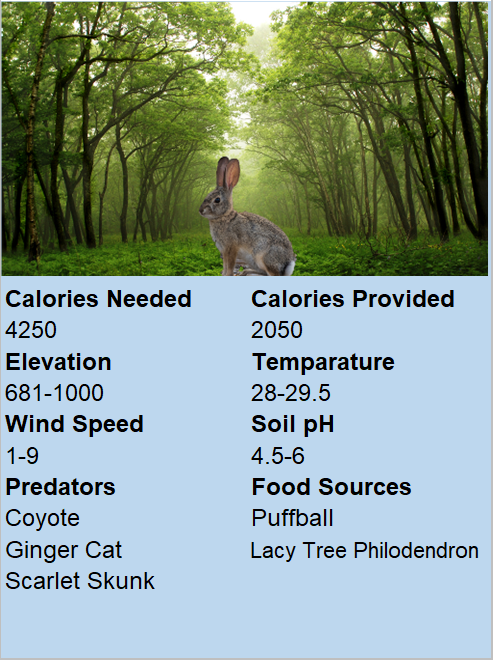 Calories Needed
4250
Elevation
681-1000
Wind Speed
1-9
Predators
Coyote
Ginger Cat
Scarlet Skunk
Calories Provided
2050
Temparature
28-29.5
Soil pH
4.5-6
Food Sources
Puffball
Lacy Tree Philodendron